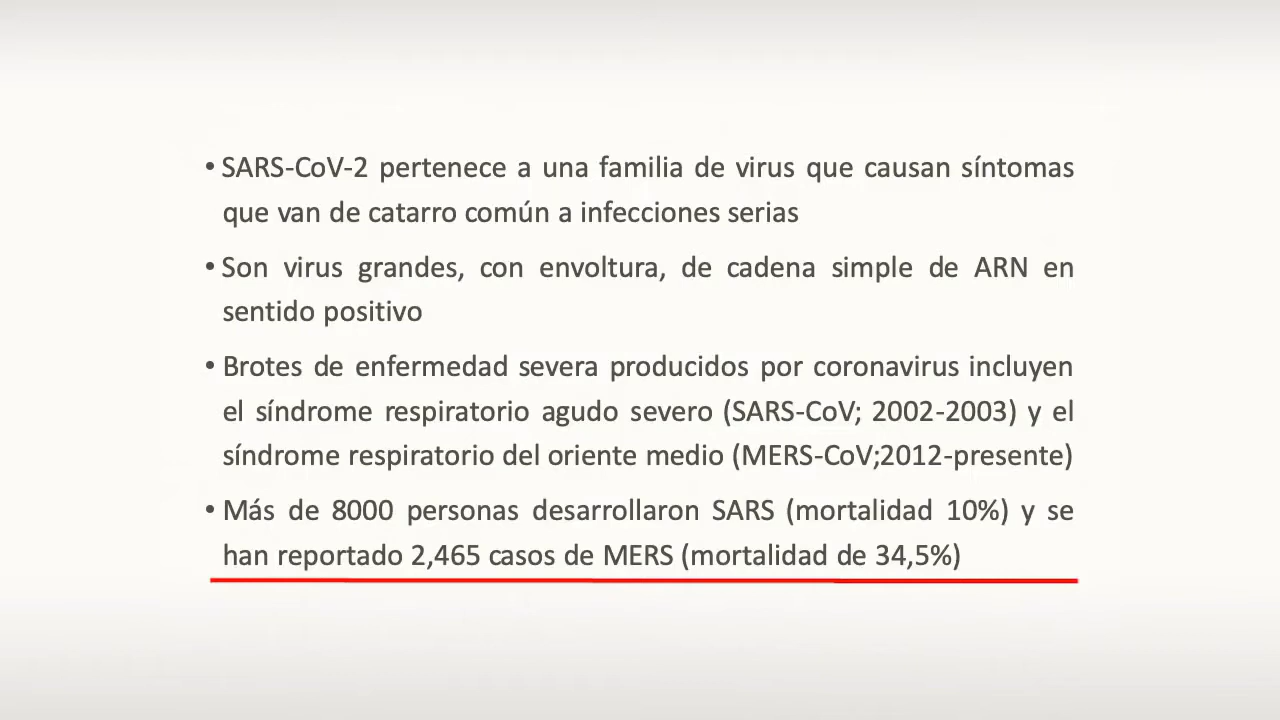 • SARS-CoV-2 pertenece a una familia de virus que causan síntomas
que van de catarro común a infecciones serias
• Son virus grandes, con envoltura, de cadena simple de ARN en
sentido positivo
• Brotes de enfermedad severa producidos por coronavirus incluyen
el síndrome respiratorio agudo severo (SARS-CoV; 2002-2003) y el
síndrome respiratorio del oriente medio (MERS-CoV;2012-presente)
• Más de 8000 personas desarrollaron SARS (mortalidad 10%) y se
han reportado 2,465 casos de MERS (mortalidad de 34,5%)